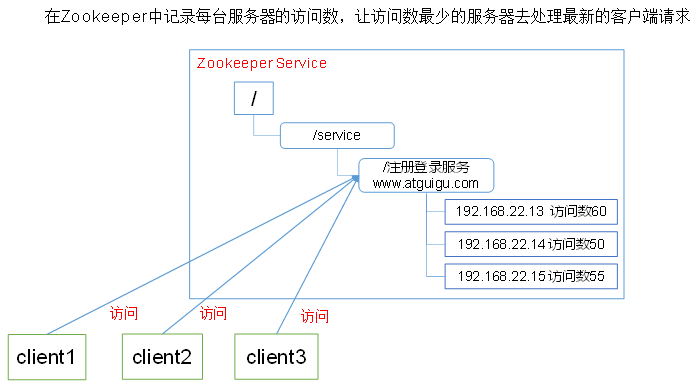 在Zookeeper中记录每台服务器的访问数，让访问数最少的服务器去处理最新的客户端请求
Zookeeper Service
/
/service
/注册登录服务
www.atguigu.com
192.168.22.13 访问数60
192.168.22.14 访问数50
192.168.22.15 访问数55
访问
访问
访问
client1
client2
client3